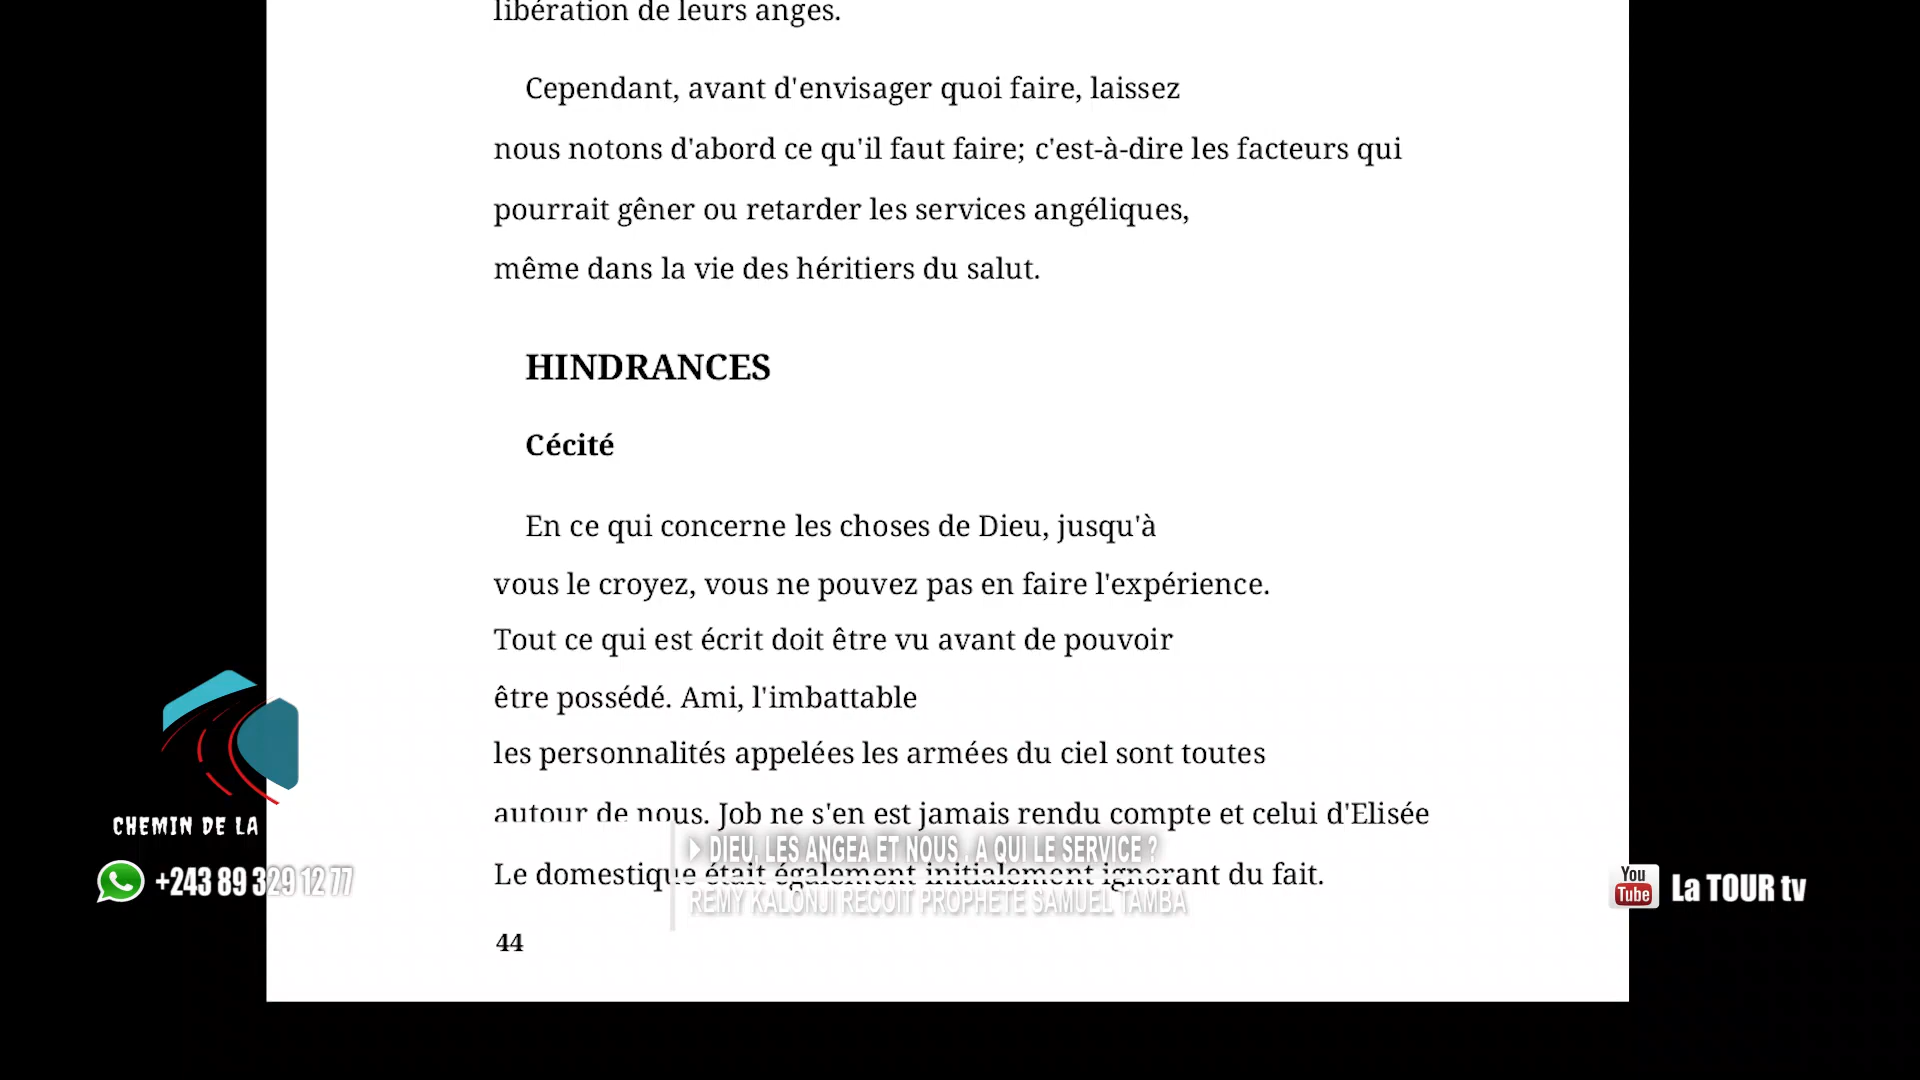 libération de leurs anges.
Cependant, avant d'envisager quoi faire, laissez
nous notons d'abord ce qu'il faut faire; c'est-à-dire les facteurs qui
pourrait gêner ou retarder les services angéliques,
même dans la vie des héritiers du salut.
HINDRANCES
Cécité
En ce qui concerne les choses de Dieu, jusqu'à
vous le croyez, vous ne pouvez pas en faire l'expérience.
Tout ce qui est écrit doit être vu avant de pouvoir
être possédé. Ami, l'imbattable
les personnalités appelées les armées du ciel sont toutes
autour de nous. Job ne s'en est jamais rendu compte et celui d'Elisée
Le domestique était également initialement ignorant du fait.
44
CHEMIN DE LA
+243 89 329 12 77
DIEU, LES ANGEA ET NOUS , A QUI LE SERVICE ?
REMY KALONJI RECOIT PROPHETE SAMUEL TAMBA
You
Tube
La TOUR tv